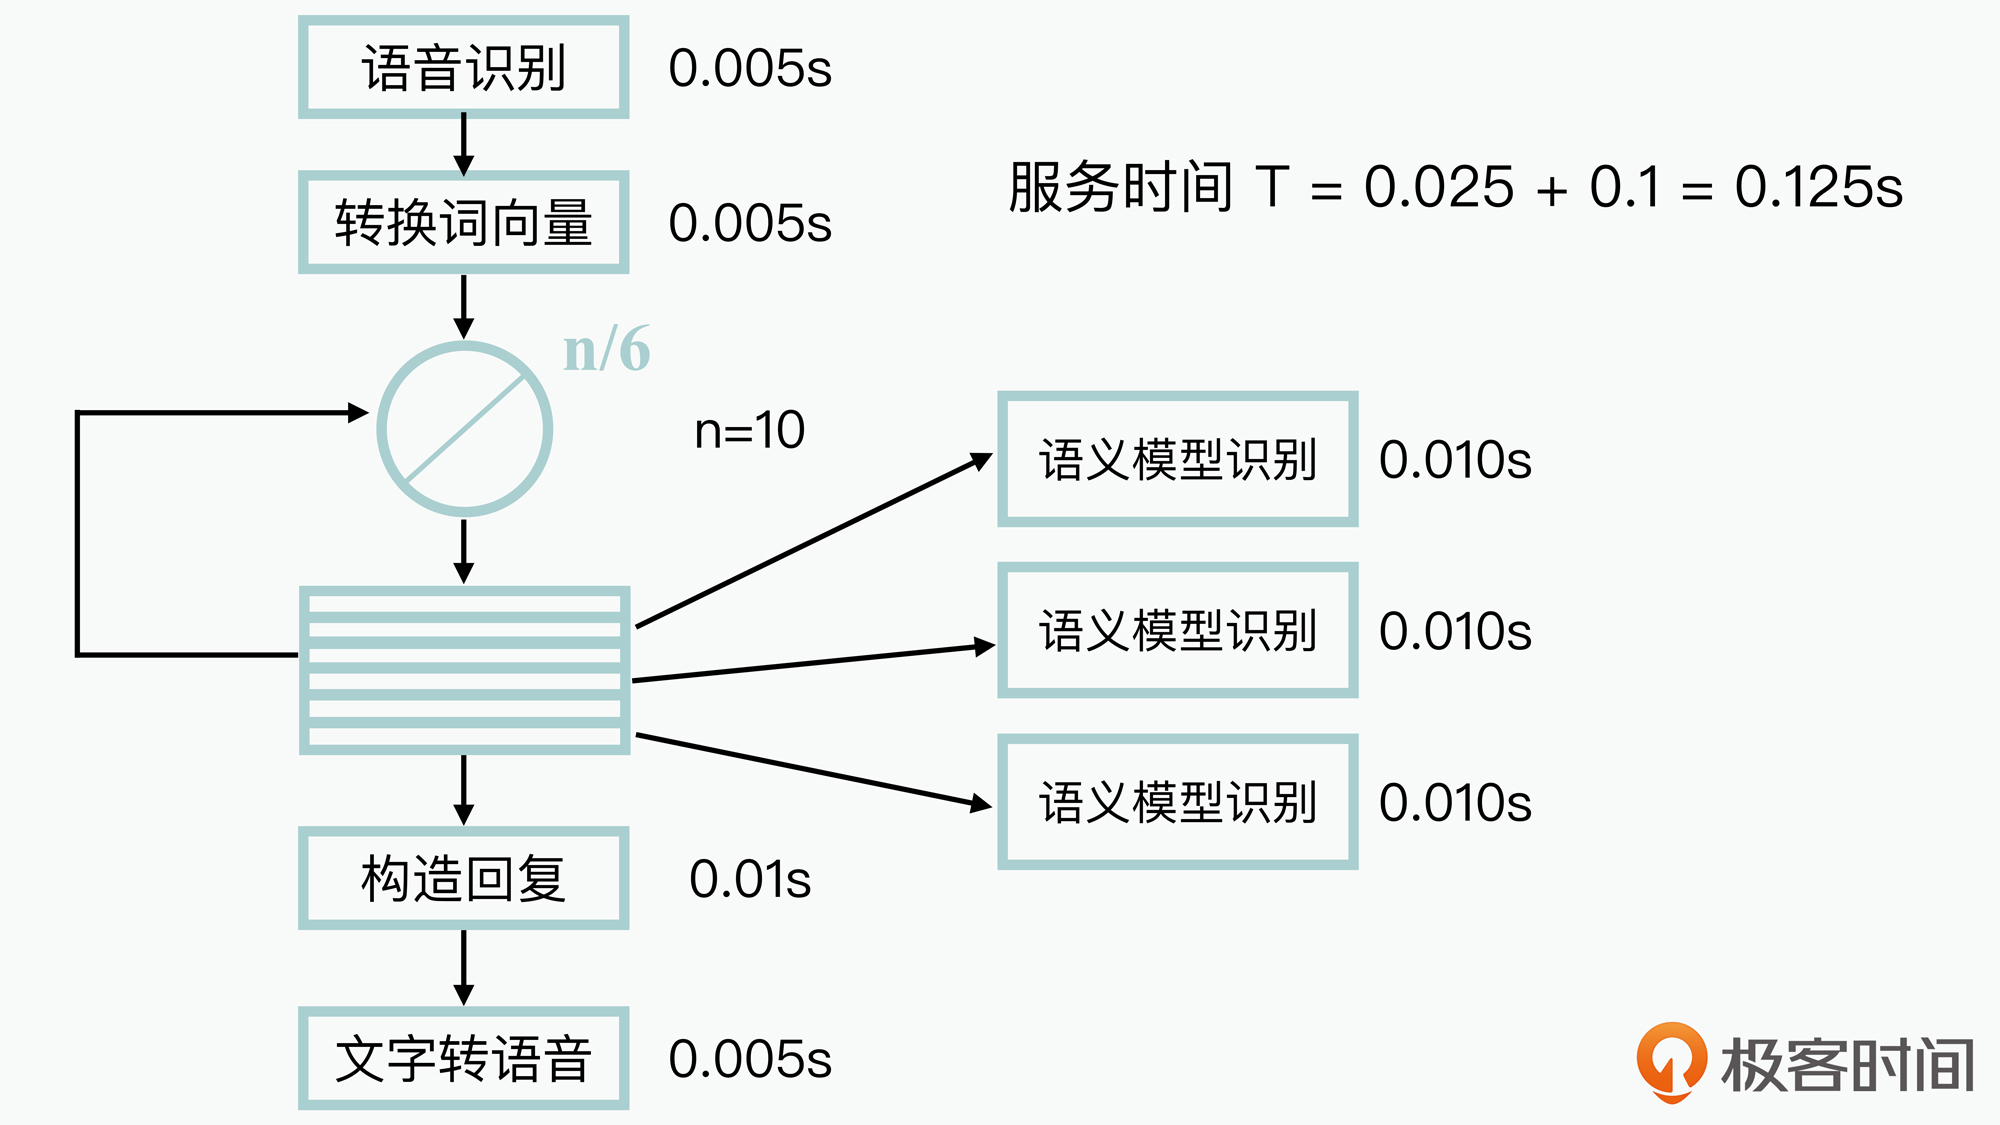 语音识别
0.005s
服务时间 T = 0.025 + 0.1 = 0.125s
转换词向量
0.005s
n/6
n=10
语义模型识别
0.010s
语义模型识别
0.010s
语义模型识别
0.010s
构造回复
0.01s
文字转语音
0.005s
极客时间